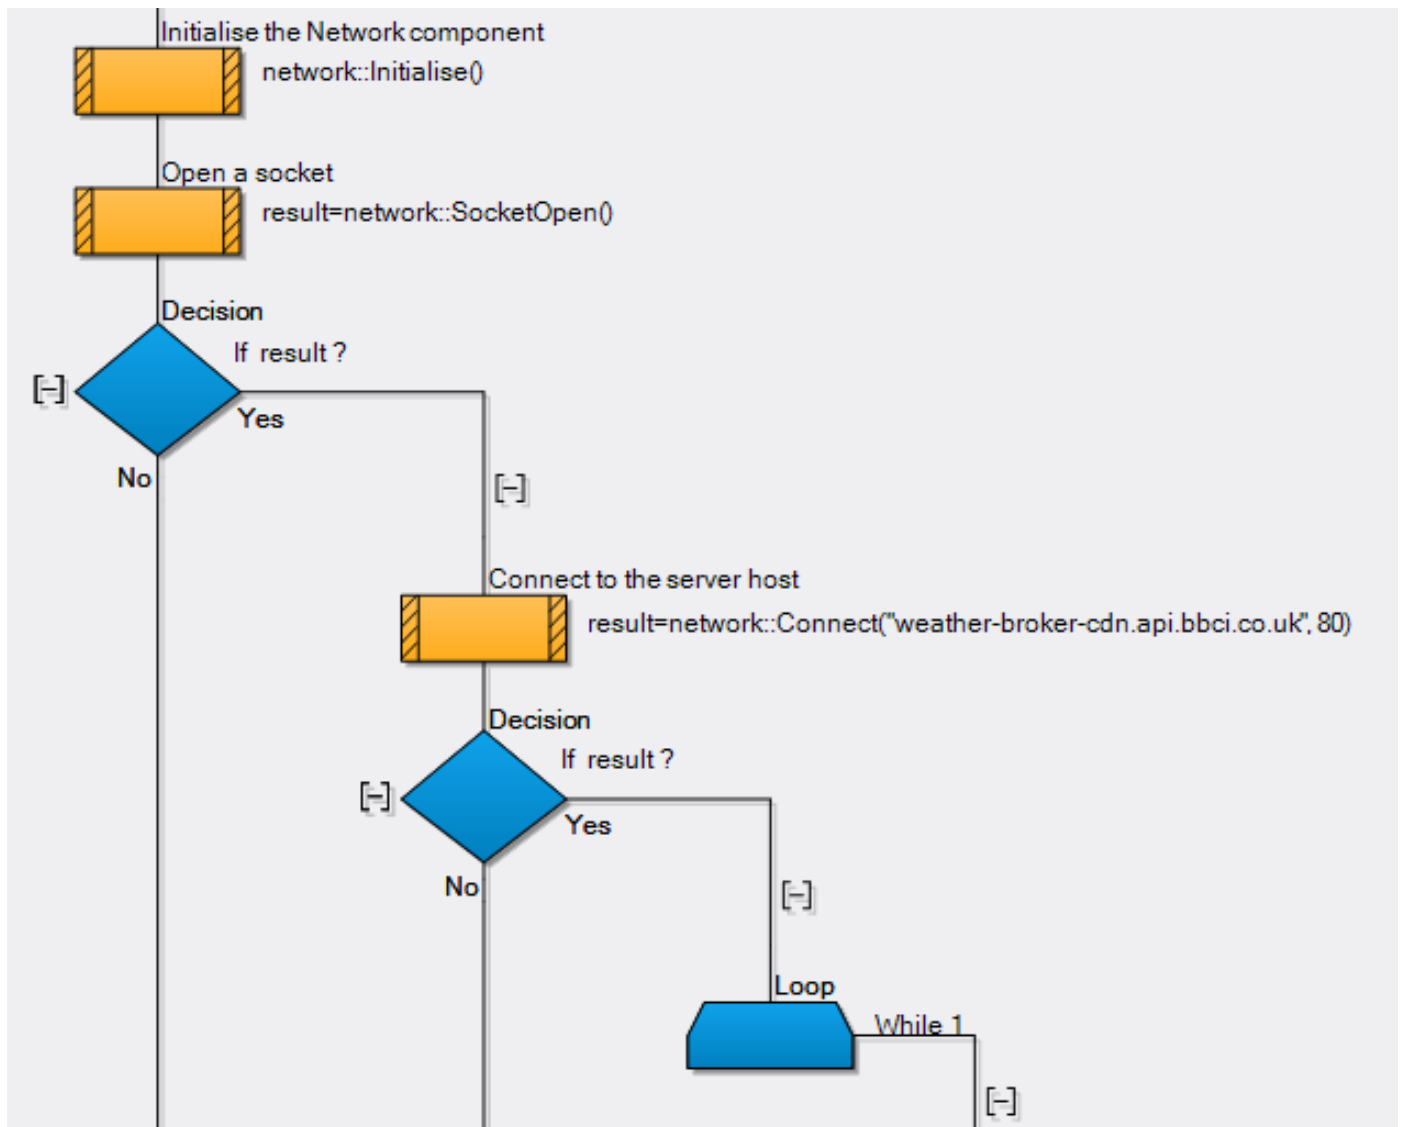 Initialise the Network component
network::Initialise()
Open a socket
result=network::SocketOpen()
Decision
If result ?
[-]
Yes
No
[-]
Connect to the server host
result=network::Connect("weather-broker-cdn.api.bbci.co.uk", 80)
Decision
If result ?
[-]
Yes
No
[-]
Loop
While 1
[-]